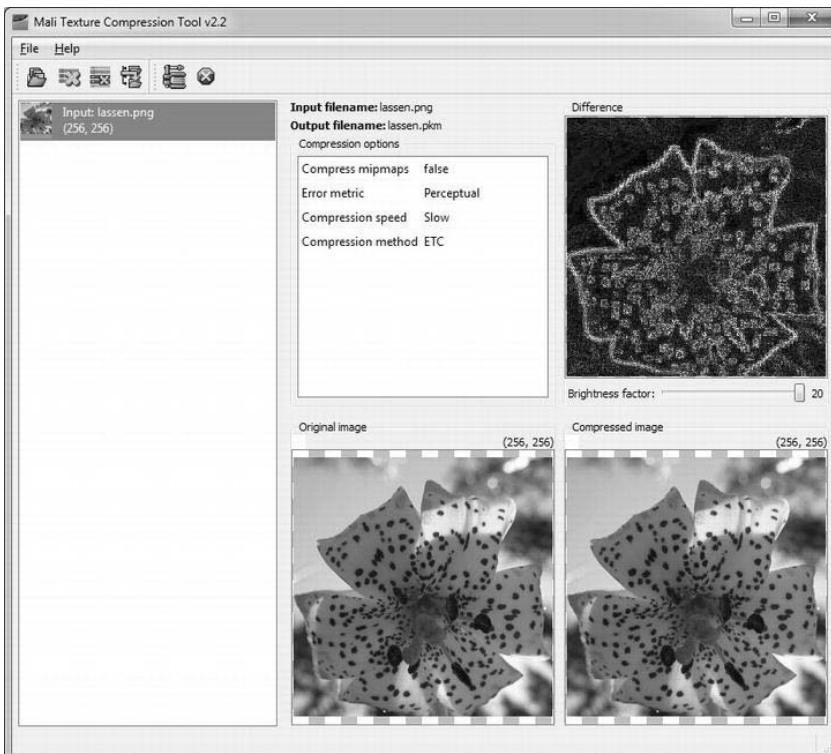 Mali Texture Compression Tool v2.2
File Help
Input: lassen.png
(256, 256)
Input filename: lassen.png
Output filename: lassen.pkm
Compression options
Compress mipmaps false
Error metric Perceptual
Compression speed Slow
Compression method ETC
Difference
Brightness factor: 20
Original image
(256, 256)
Compressed image
(256, 256)